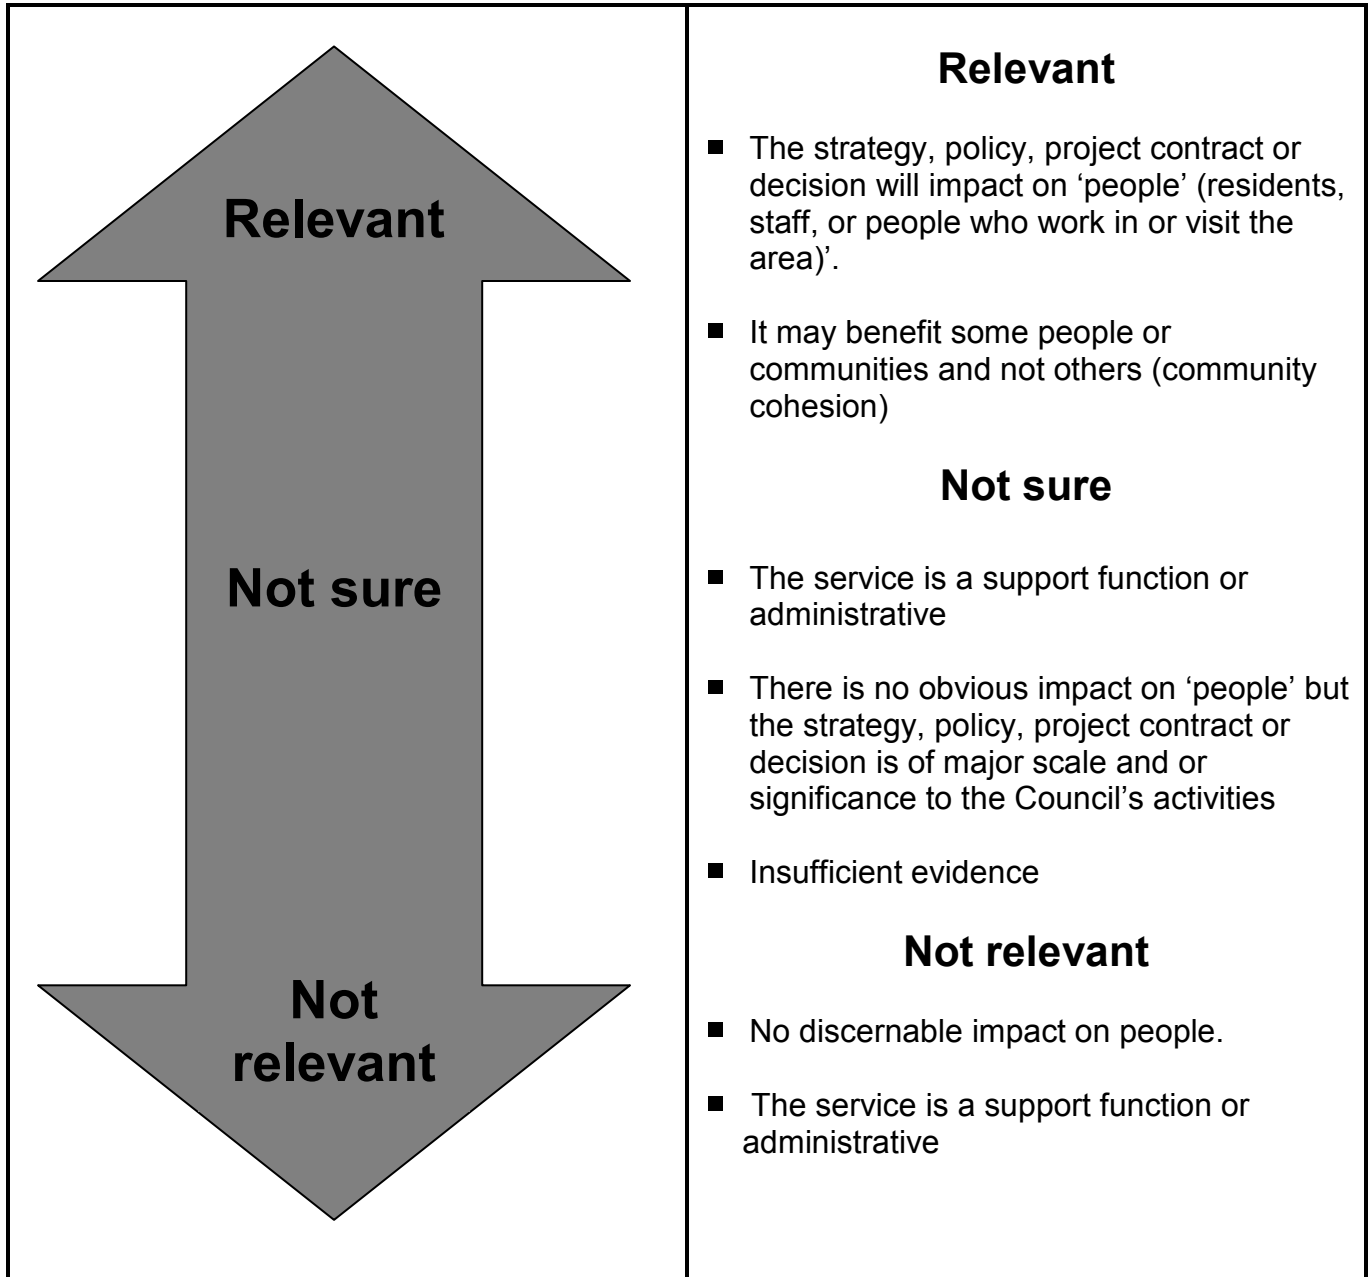 Relevant
Not sure
Not
relevant
Relevant
■ The strategy, policy, project contract or
decision will impact on ‘people’ (residents,
staff, or people who work in or visit the
area)’.
■ It may benefit some people or
communities and not others (community
cohesion)
Not sure
■ The service is a support function or
administrative
■ There is no obvious impact on ‘people’ but
the strategy, policy, project contract or
decision is of major scale and or
significance to the Council’s activities
■ Insufficient evidence
Not relevant
■ No discernable impact on people.
■ The service is a support function or
administrative